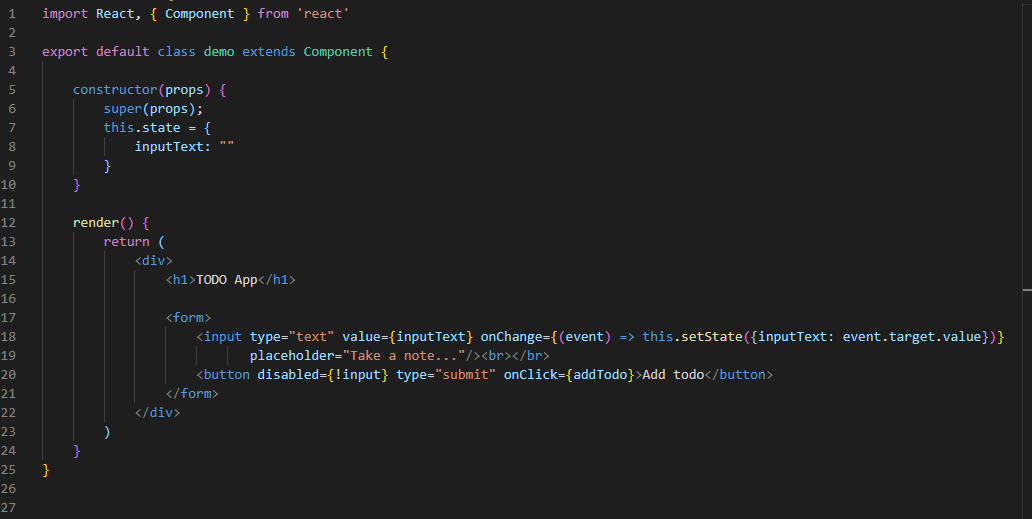 1 import React, { Component } from 'react'
2
3 export default class demo extends Component {
4
5 constructor(props) {
6 super(props);
7 this.state = {
8 inputText: ""
9 }
10 }
11
12 render() {
13 return (
14 <div>
15 <h1>TODO App</h1>
16
17 <form>
18 <input type="text" value={inputText} onChange={(event) => this.setState({inputText: event.target.value})}
19 placeholder="Take a note..."/><br></br>
20 <button disabled={!input} type="submit" onClick={addTodo}>Add todo</button>
21 </form>
22 </div>
23 )
24 }
25 }
26
27